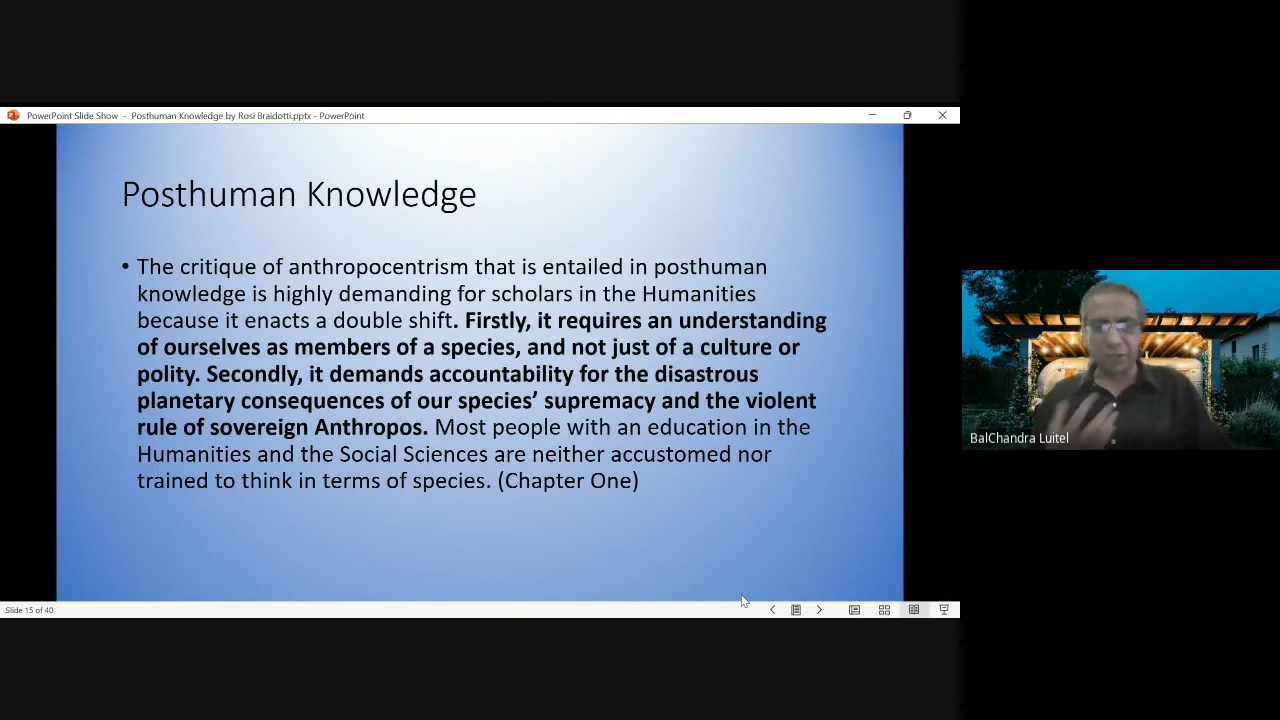 PowerPoint Slide Show - Posthuman Knowledge by Rosi Braidotti.pptx - PowerPoint
Posthuman Knowledge
• The critique of anthropocentrism that is entailed in posthuman
knowledge is highly demanding for scholars in the Humanities
because it enacts a double shift. Firstly, it requires an understanding
of ourselves as members of a species, and not just of a culture or
polity. Secondly, it demands accountability for the disastrous
planetary consequences of our species’ supremacy and the violent
rule of sovereign Anthropos. Most people with an education in the
Humanities and the Social Sciences are neither accustomed nor
trained to think in terms of species. (Chapter One)
BalChandra Luitel
Slide 15 of 40